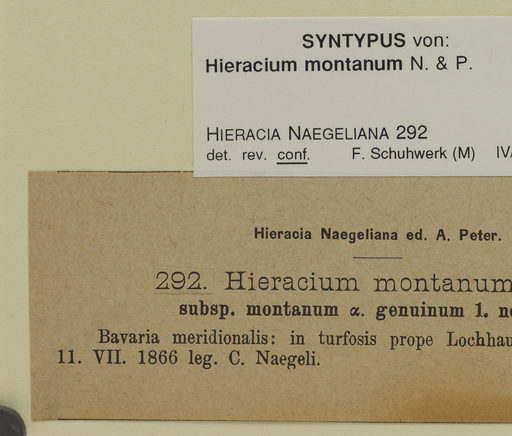 SYNTYPUS von:
Hieracium montanum N. & P.
HIERACIA NAEGELIANA 292
det. rev. conf. F. Schuhwerk (M)
Hieracia Naegeliana ed. A. Peter.
292. Hieracium montanum
subsp. montanum α. genuinum 1.
Bavaria meridionalis: in turfosis prope
11. VII. 1866 leg. C. Naegeli.